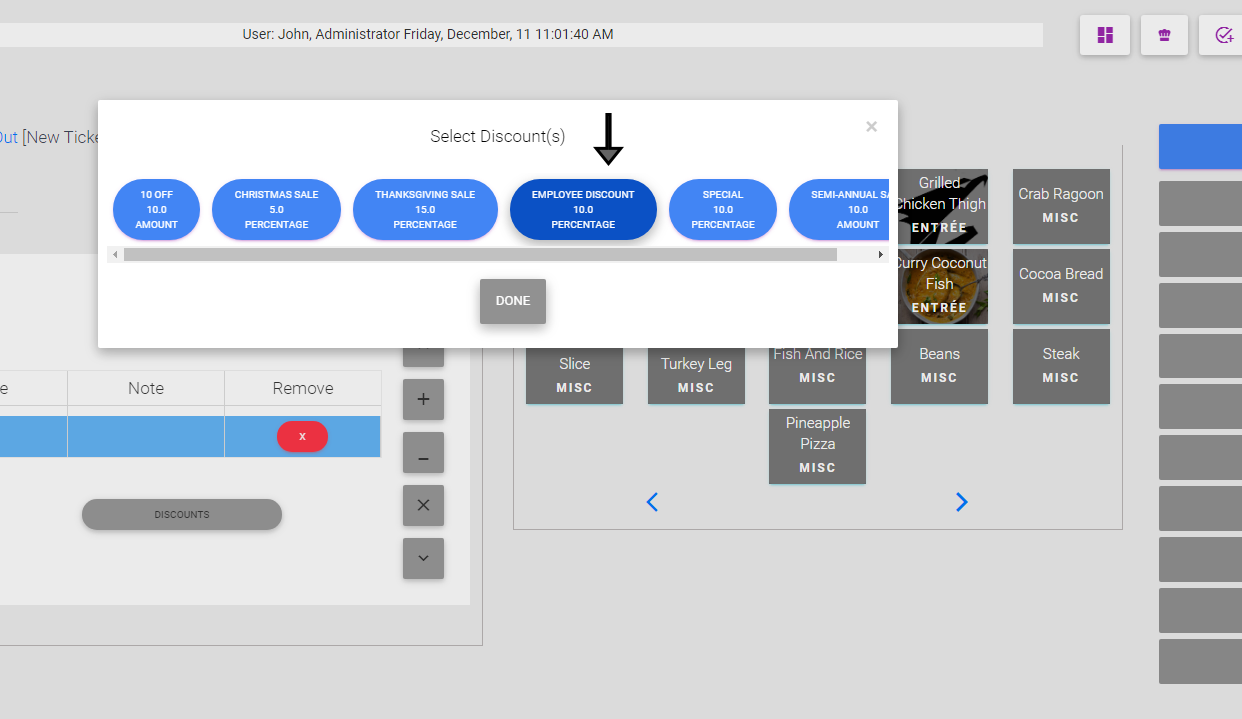 User: John, Administrator Friday, December, 11 11:01:40 AM
Out [New Ticke
Select Discount(s)
×
10 OFF
10.0
AMOUNT
CHRISTMAS SALE
5.0
PERCENTAGE
THANKSGIVING SALE
15.0
PERCENTAGE
EMPLOYEE DISCOUNT
10.0
PERCENTAGE
SPECIAL
10.0
PERCENTAGE
SEMI-ANNUAL SA
10.0
AMOUNT
DONE
Grilled
Chicken Thigh
ENTRÉE
Crab Ragoon
MISC
Curry Coconut
Fish
ENTRÉE
Cocoa Bread
MISC
Slice
MISC
Turkey Leg
MISC
Fish And Rice
MISC
Beans
MISC
Steak
MISC
Pineapple
Pizza
MISC
e
Note
Remove
X
DISCOUNTS